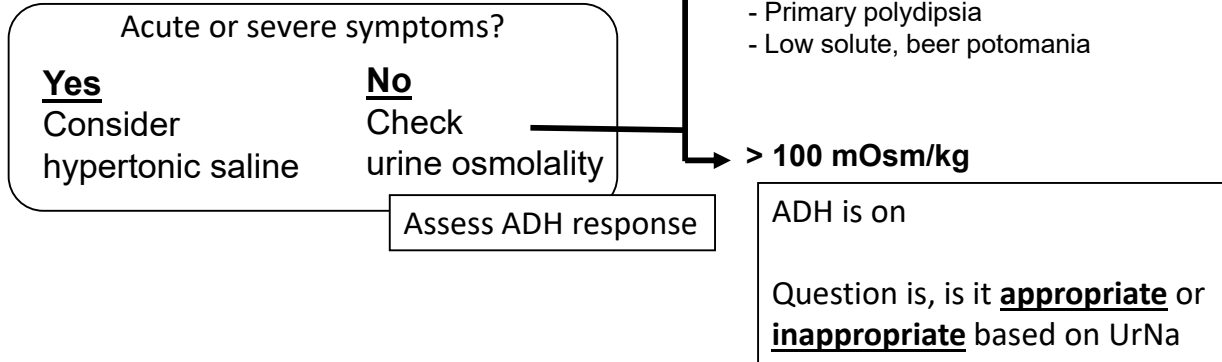 - Primary polydipsia
- Low solute, beer potomania
Acute or severe symptoms?
Yes
Consider
hypertonic saline
No
Check
urine osmolality
Assess ADH response
> 100 mOsm/kg
ADH is on
Question is, is it appropriate or
inappropriate based on UrNa